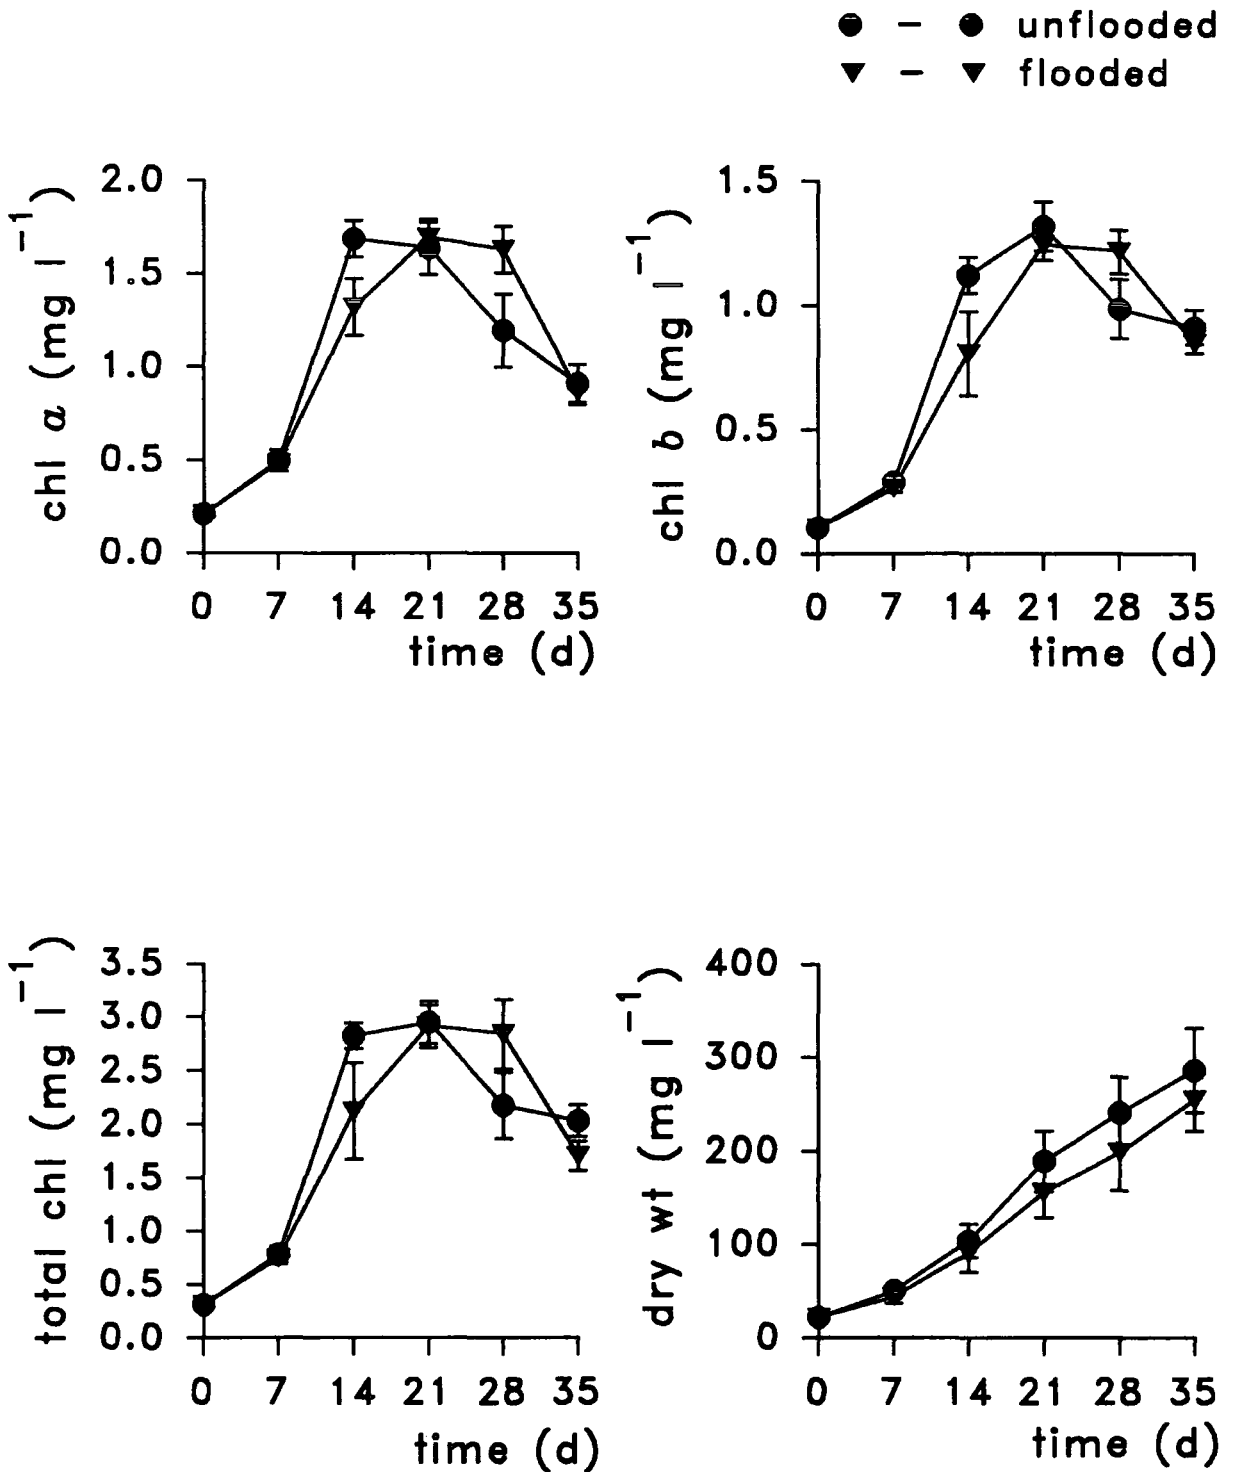 ● – ● unflooded
▼ – ▼ flooded
chl a (mg l⁻¹)
2.0
1.5
1.0
0.5
0.0
0 7 14 21 28 35
time (d)
chl b (mg l⁻¹)
1.5
1.0
0.5
0.0
0 7 14 21 28 35
time (d)
total chl (mg l⁻¹)
3.5
3.0
2.5
2.0
1.5
1.0
0.5
0.0
0 7 14 21 28 35
time (d)
dry wt (mg l⁻¹)
400
300
200
100
0
0 7 14 21 28 35
time (d)